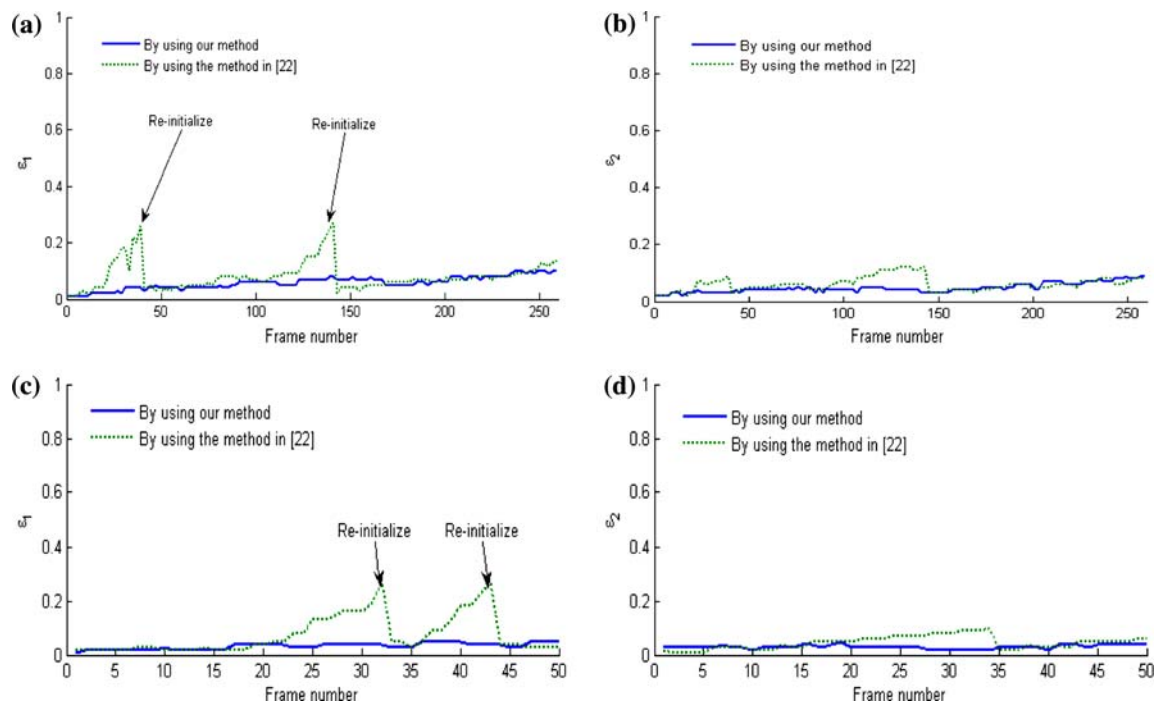 (a)
1
By using our method
By using the method in [22]
0.8
Re-initialize
Re-initialize
0.6
ε1
0.4
0.2
0
0 50 100 150 200 250
Frame number
(b)
1
By using our method
By using the method in [22]
0.8
0.6
ε2
0.4
0.2
0
0 50 100 150 200 250
Frame number
(c)
1
By using our method
By using the method in [22]
0.8
0.6
ε1
Re-initialize Re-initialize
0.4
0.2
0
0 5 10 15 20 25 30 35 40 45 50
Frame number
(d)
1
By using our method
By using the method in [22]
0.8
0.6
ε2
0.4
0.2
0
0 5 10 15 20 25 30 35 40 45 50
Frame number